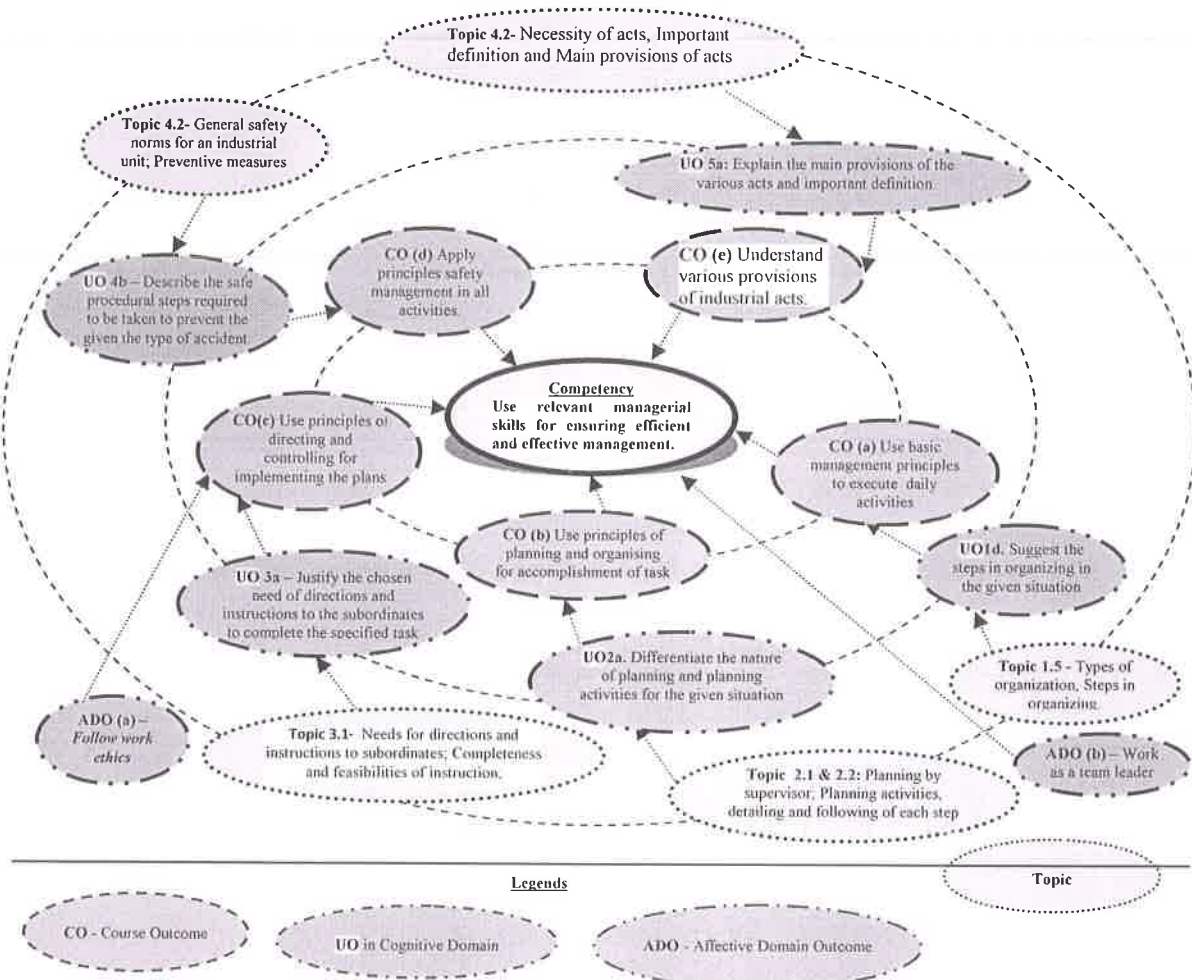 Topic 4.2- Necessity of acts, Important
definition and Main provisions of acts
Topic 4.2- General safety
norms for an industrial
unit; Preventive measures
UO 5a: Explain the main provisions of the
various acts and important definition.
CO (d) Apply
principles safety
management in all
activities.
CO (e) Understand
various provisions
of industrial acts.
UO 4b – Describe the safe
procedural steps required
to be taken to prevent the
given the type of accident.
Competency
Use relevant managerial
skills for ensuring efficient
and effective management.
CO(c) Use principles of
directing and
controlling for
implementing the plans
CO (a) Use basic
management principles
to execute daily
activities
CO (b) Use principles of
planning and organising
for accomplishment of task
UO1d. Suggest the
steps in organizing in
the given situation
UO 3a – Justify the chosen
need of directions and
instructions to the subordinates
to complete the specified task
UO2a. Differentiate the nature
of planning and planning
activities for the given situation
Topic 1.5 - Types of
organization, Steps in
organizing.
ADO (a) –
Follow work
ethics
Topic 3.1- Needs for directions and
instructions to subordinates; Completeness
and feasibilities of instruction.
Topic 2.1 & 2.2: Planning by
supervisor; Planning activities,
detailing and following of each step
ADO (b) – Work
as a team leader
Legends
Topic
CO - Course Outcome
UO in Cognitive Domain
ADO - Affective Domain Outcome